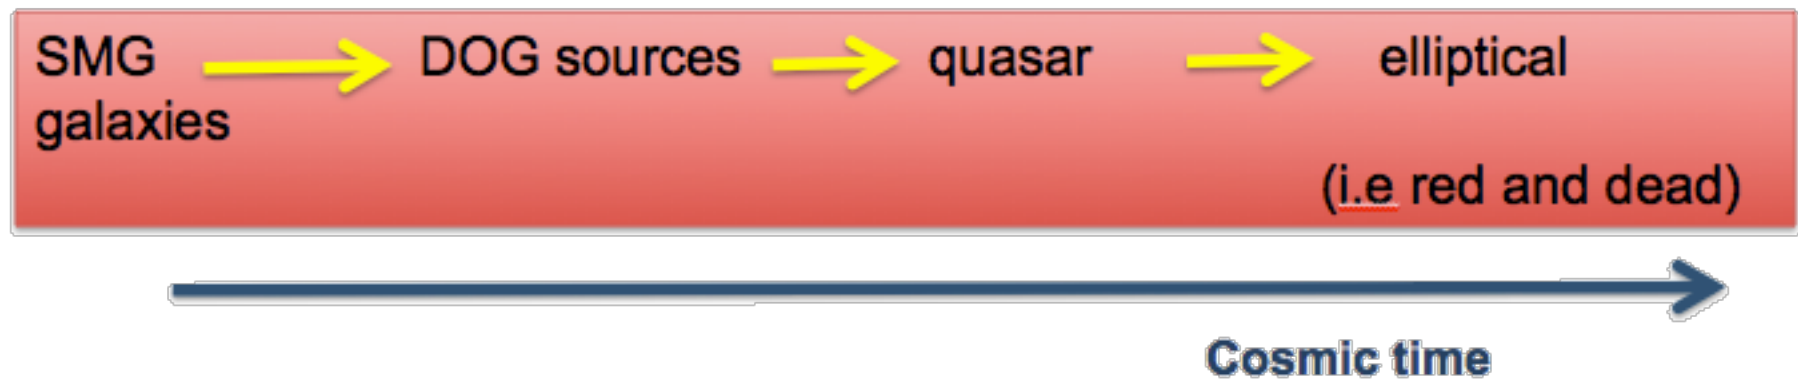 SMG DOG sources quasar elliptical
galaxies
(i.e red and dead)
Cosmic time